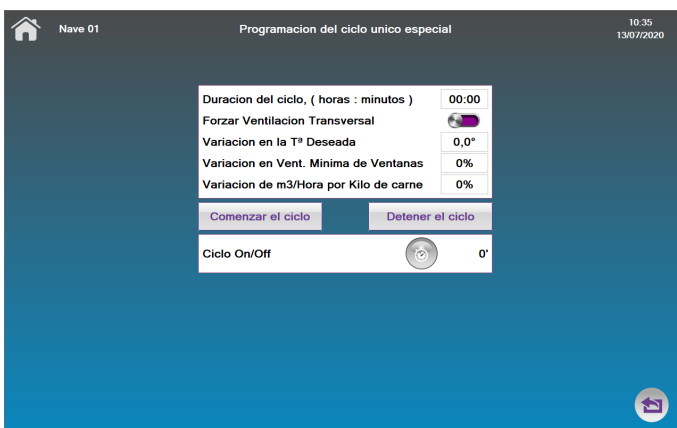 Nave 01
Programacion del ciclo unico especial
10:35
13/07/2020
Duracion del ciclo, ( horas : minutos ) 00:00
Forzar Ventilacion Transversal
Variacion en la Tª Deseada 0,0°
Variacion en Vent. Minima de Ventanas 0%
Variacion de m3/Hora por Kilo de carne 0%
Comenzar el ciclo Detener el ciclo
Ciclo On/Off 0'